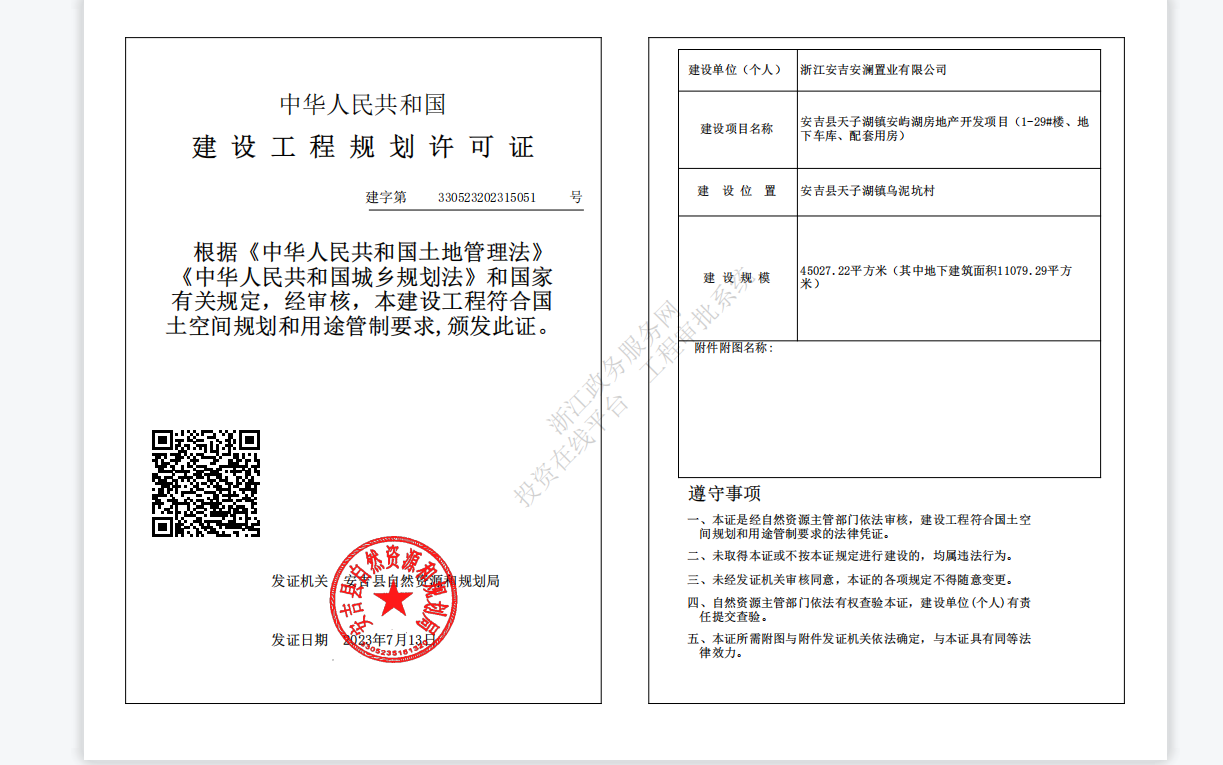 中华人民共和国
建设工程规划许可证
建字第 330523202315051 号
根据《中华人民共和国土地管理法》
《中华人民共和国城乡规划法》和国家
有关规定，经审核，本建设工程符合国
土空间规划和用途管制要求,颁发此证。
发证机关 安吉县自然资源和规划局
发证日期 2023年7月13日
安吉县自然资源和规划局
建设单位（个人） 浙江安吉安澜置业有限公司
建设项目名称 安吉县天子湖镇安屿湖房地产开发项目（1-29#楼、地
下车库、配套用房）
建设位置 安吉县天子湖镇乌泥坑村
建设规模 45027.22平方米（其中地下建筑面积11079.29平方
米）
附件附图名称:
遵守事项
一、本证是经自然资源主管部门依法审核，建设工程符合国土空
间规划和用途管制要求的法律凭证。
二、未取得本证或不按本证规定进行建设的，均属违法行为。
三、未经发证机关审核同意，本证的各项规定不得随意变更。
四、自然资源主管部门依法有权查验本证，建设单位(个人)有责
任提交查验。
五、本证所需附图与附件发证机关依法确定，与本证具有同等法
律效力。
浙江政务服务网
投资在线平台 工程审批系统